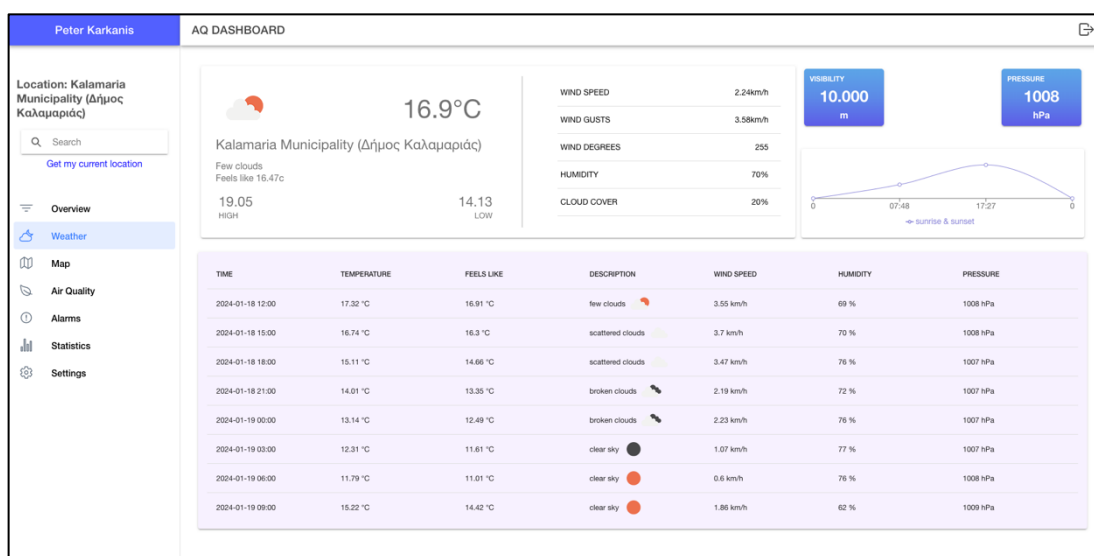 Peter Karkanis
AQ DASHBOARD
Location: Kalamaria
Municipality (Δήμος
Καλαμαριάς)
Search
Get my current location
Overview
Weather
Map
Air Quality
Alarms
Statistics
Settings
16.9°C
Kalamaria Municipality (Δήμος Καλαμαριάς)
Few clouds
Feels like 16.47c
19.05 14.13
HIGH LOW
WIND SPEED 2.24km/h
WIND GUSTS 3.58km/h
WIND DEGREES 255
HUMIDITY 70%
CLOUD COVER 20%
VISIBILITY
10.000
m
PRESSURE
1008
hPa
0 07:48 17:27 0
sunrise & sunset
TIME TEMPERATURE FEELS LIKE DESCRIPTION WIND SPEED HUMIDITY PRESSURE
2024-01-18 12:00 17.32 °C 16.91 °C few clouds 3.55 km/h 69 % 1008 hPa
2024-01-18 15:00 16.74 °C 16.3 °C scattered clouds 3.7 km/h 70 % 1008 hPa
2024-01-18 18:00 15.11 °C 14.66 °C scattered clouds 3.47 km/h 76 % 1007 hPa
2024-01-18 21:00 14.01 °C 13.35 °C broken clouds 2.19 km/h 72 % 1007 hPa
2024-01-19 00:00 13.14 °C 12.49 °C broken clouds 2.23 km/h 76 % 1007 hPa
2024-01-19 03:00 12.31 °C 11.61 °C clear sky 1.07 km/h 77 % 1007 hPa
2024-01-19 06:00 11.79 °C 11.01 °C clear sky 0.6 km/h 76 % 1008 hPa
2024-01-19 09:00 15.22 °C 14.42 °C clear sky 1.86 km/h 62 % 1009 hPa